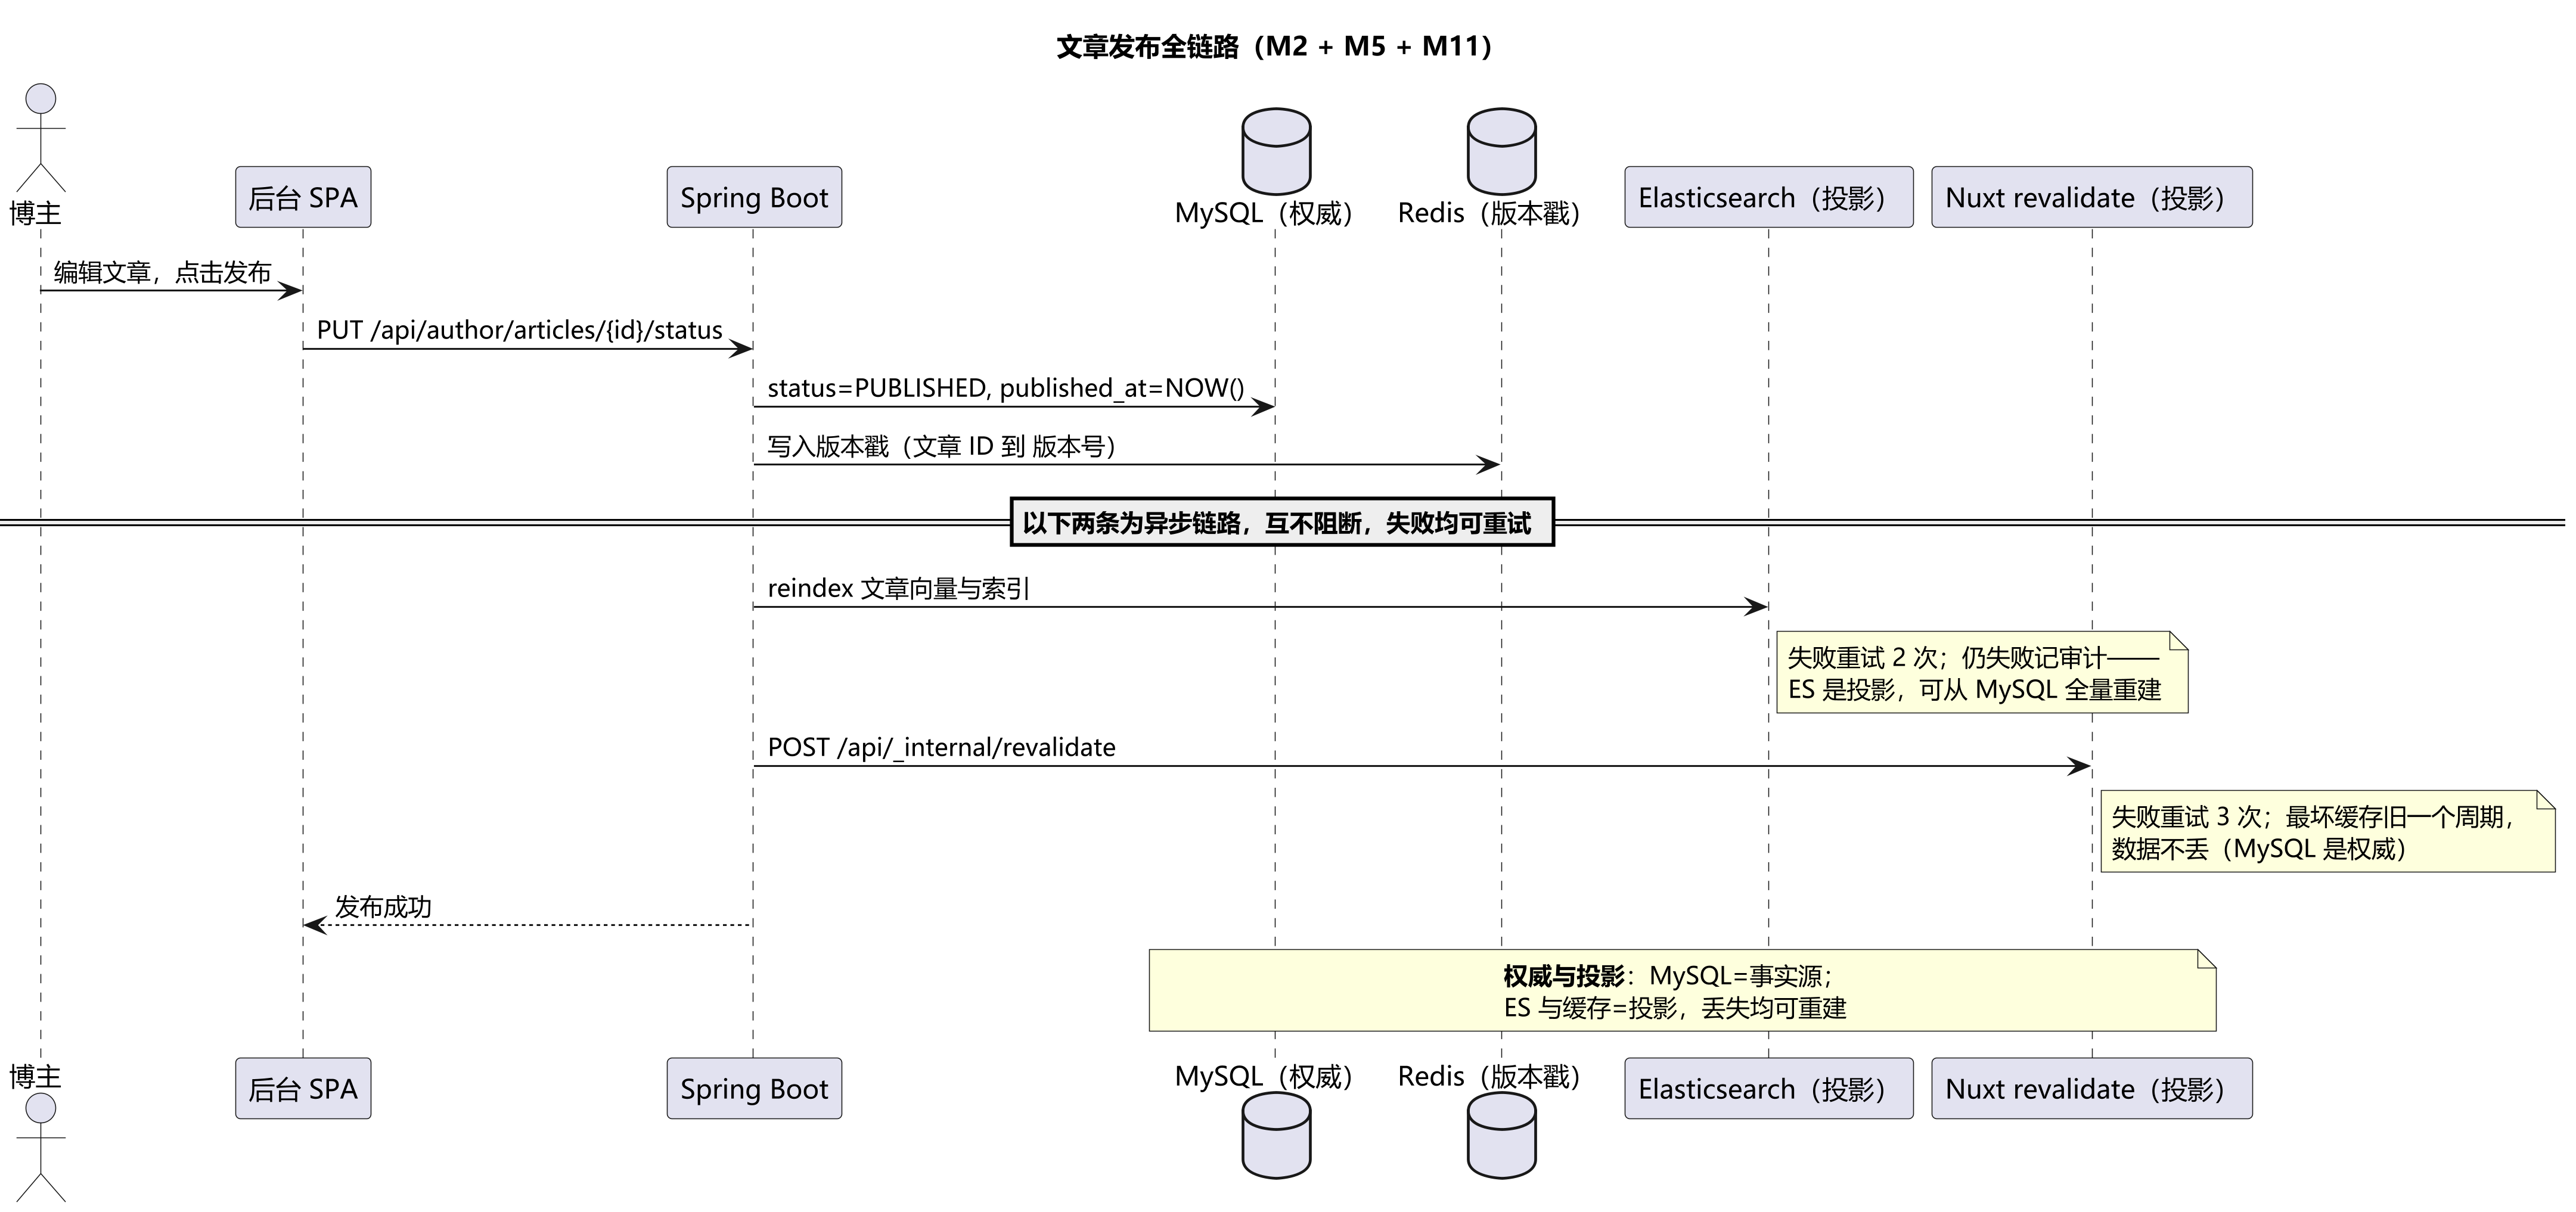 文章发布全链路（M2 + M5 + M11）
博主
后台 SPA
Spring Boot
MySQL（权威）
Redis（版本戳）
Elasticsearch（投影）
Nuxt revalidate（投影）
编辑文章，点击发布
PUT /api/author/articles/{id}/status
status=PUBLISHED, published_at=NOW()
写入版本戳（文章 ID 到 版本号）
以下两条为异步链路，互不阻断，失败均可重试
reindex 文章向量与索引
失败重试 2 次；仍失败记审计——
ES 是投影，可从 MySQL 全量重建
POST /api/_internal/revalidate
失败重试 3 次；最坏缓存旧一个周期，
数据不丢（MySQL 是权威）
发布成功
权威与投影：MySQL=事实源；
ES 与缓存=投影，丢失均可重建
博主
后台 SPA
Spring Boot
MySQL（权威）
Redis（版本戳）
Elasticsearch（投影）
Nuxt revalidate（投影）